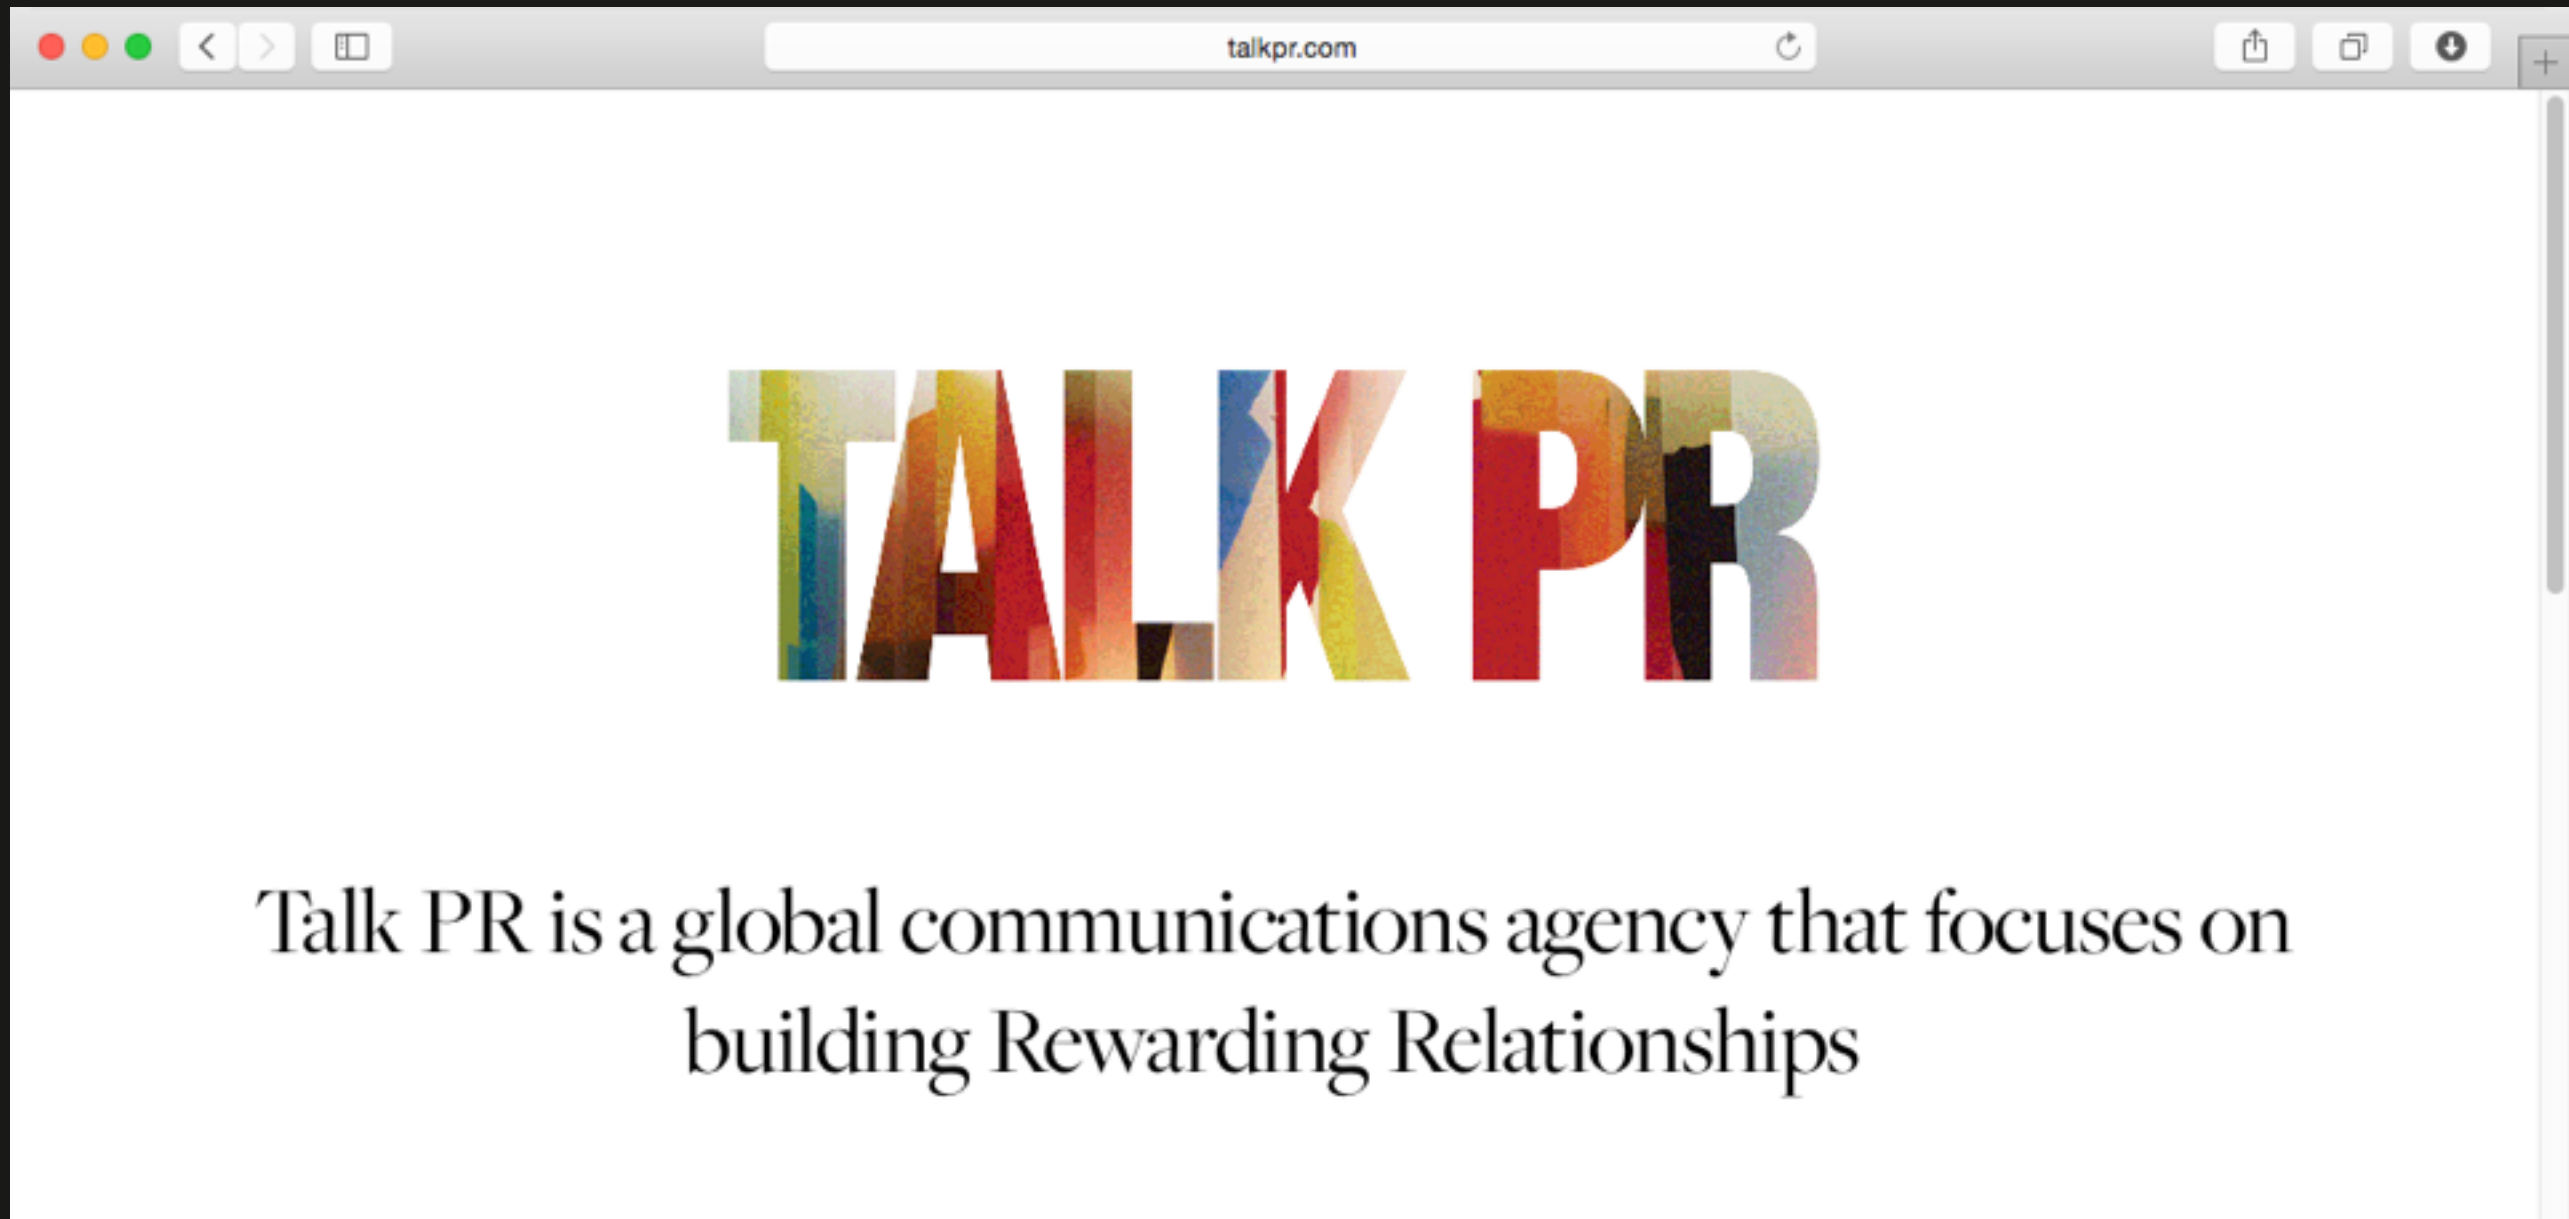 talkpr.com
TALK PR
Talk PR is a global communications agency that focuses on
building Rewarding Relationships